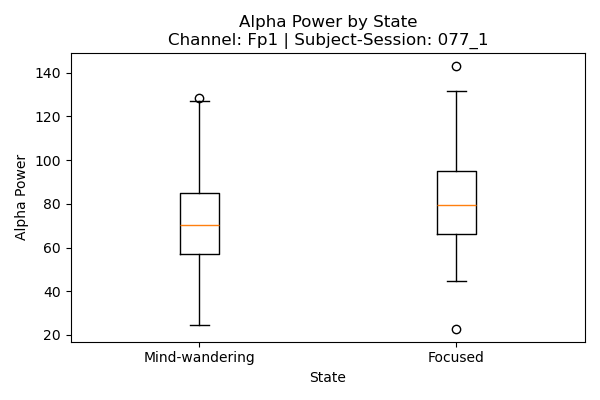 Alpha Power by State
Channel: Fp1 | Subject-Session: 077_1
140
120
100
80
60
40
20
Alpha Power
Mind-wandering
Focused
State